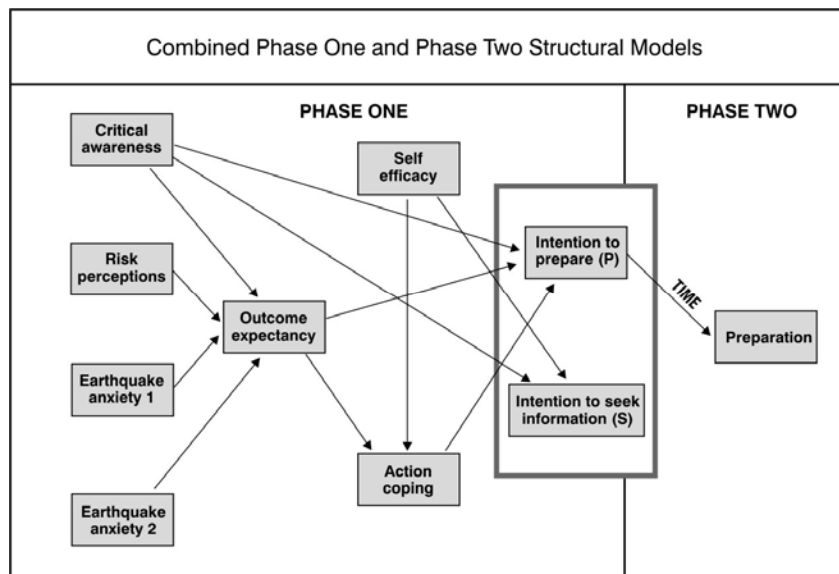 Combined Phase One and Phase Two Structural Models
PHASE ONE
PHASE TWO
Critical
awareness
Self
efficacy
Risk
perceptions
Intention to
prepare (P)
TIME
Outcome
expectancy
Preparation
Earthquake
anxiety 1
Intention to seek
information (S)
Action
coping
Earthquake
anxiety 2